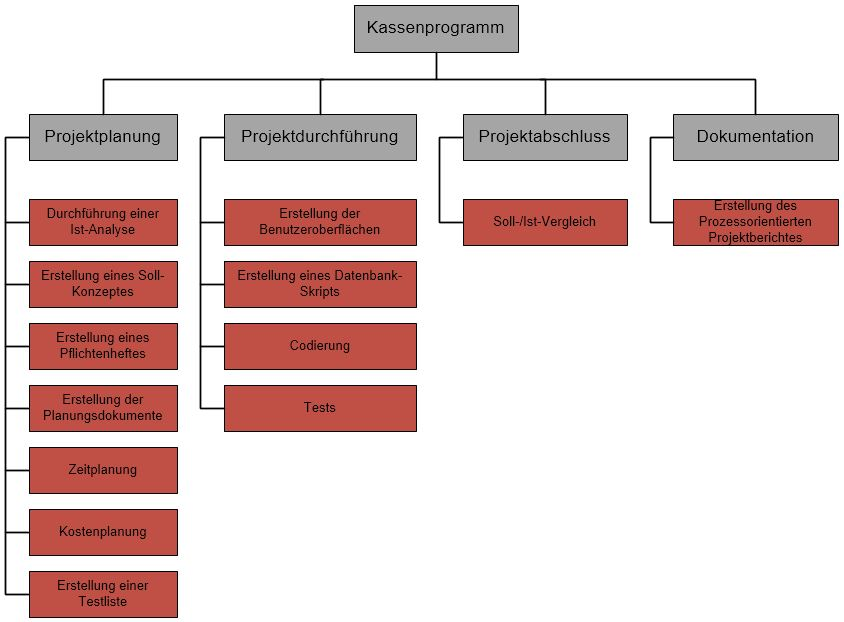 Kassenprogramm
Projektplanung
Durchführung einer
Ist-Analyse
Erstellung eines Soll-
Konzeptes
Erstellung eines
Pflichtenheftes
Erstellung der
Planungsdokumente
Zeitplanung
Kostenplanung
Erstellung einer
Testliste
Projektdurchführung
Erstellung der
Benutzeroberflächen
Erstellung eines Datenbank-
Skripts
Codierung
Tests
Projektabschluss
Soll-/Ist-Vergleich
Dokumentation
Erstellung des
Prozessorientierten
Projektberichtes